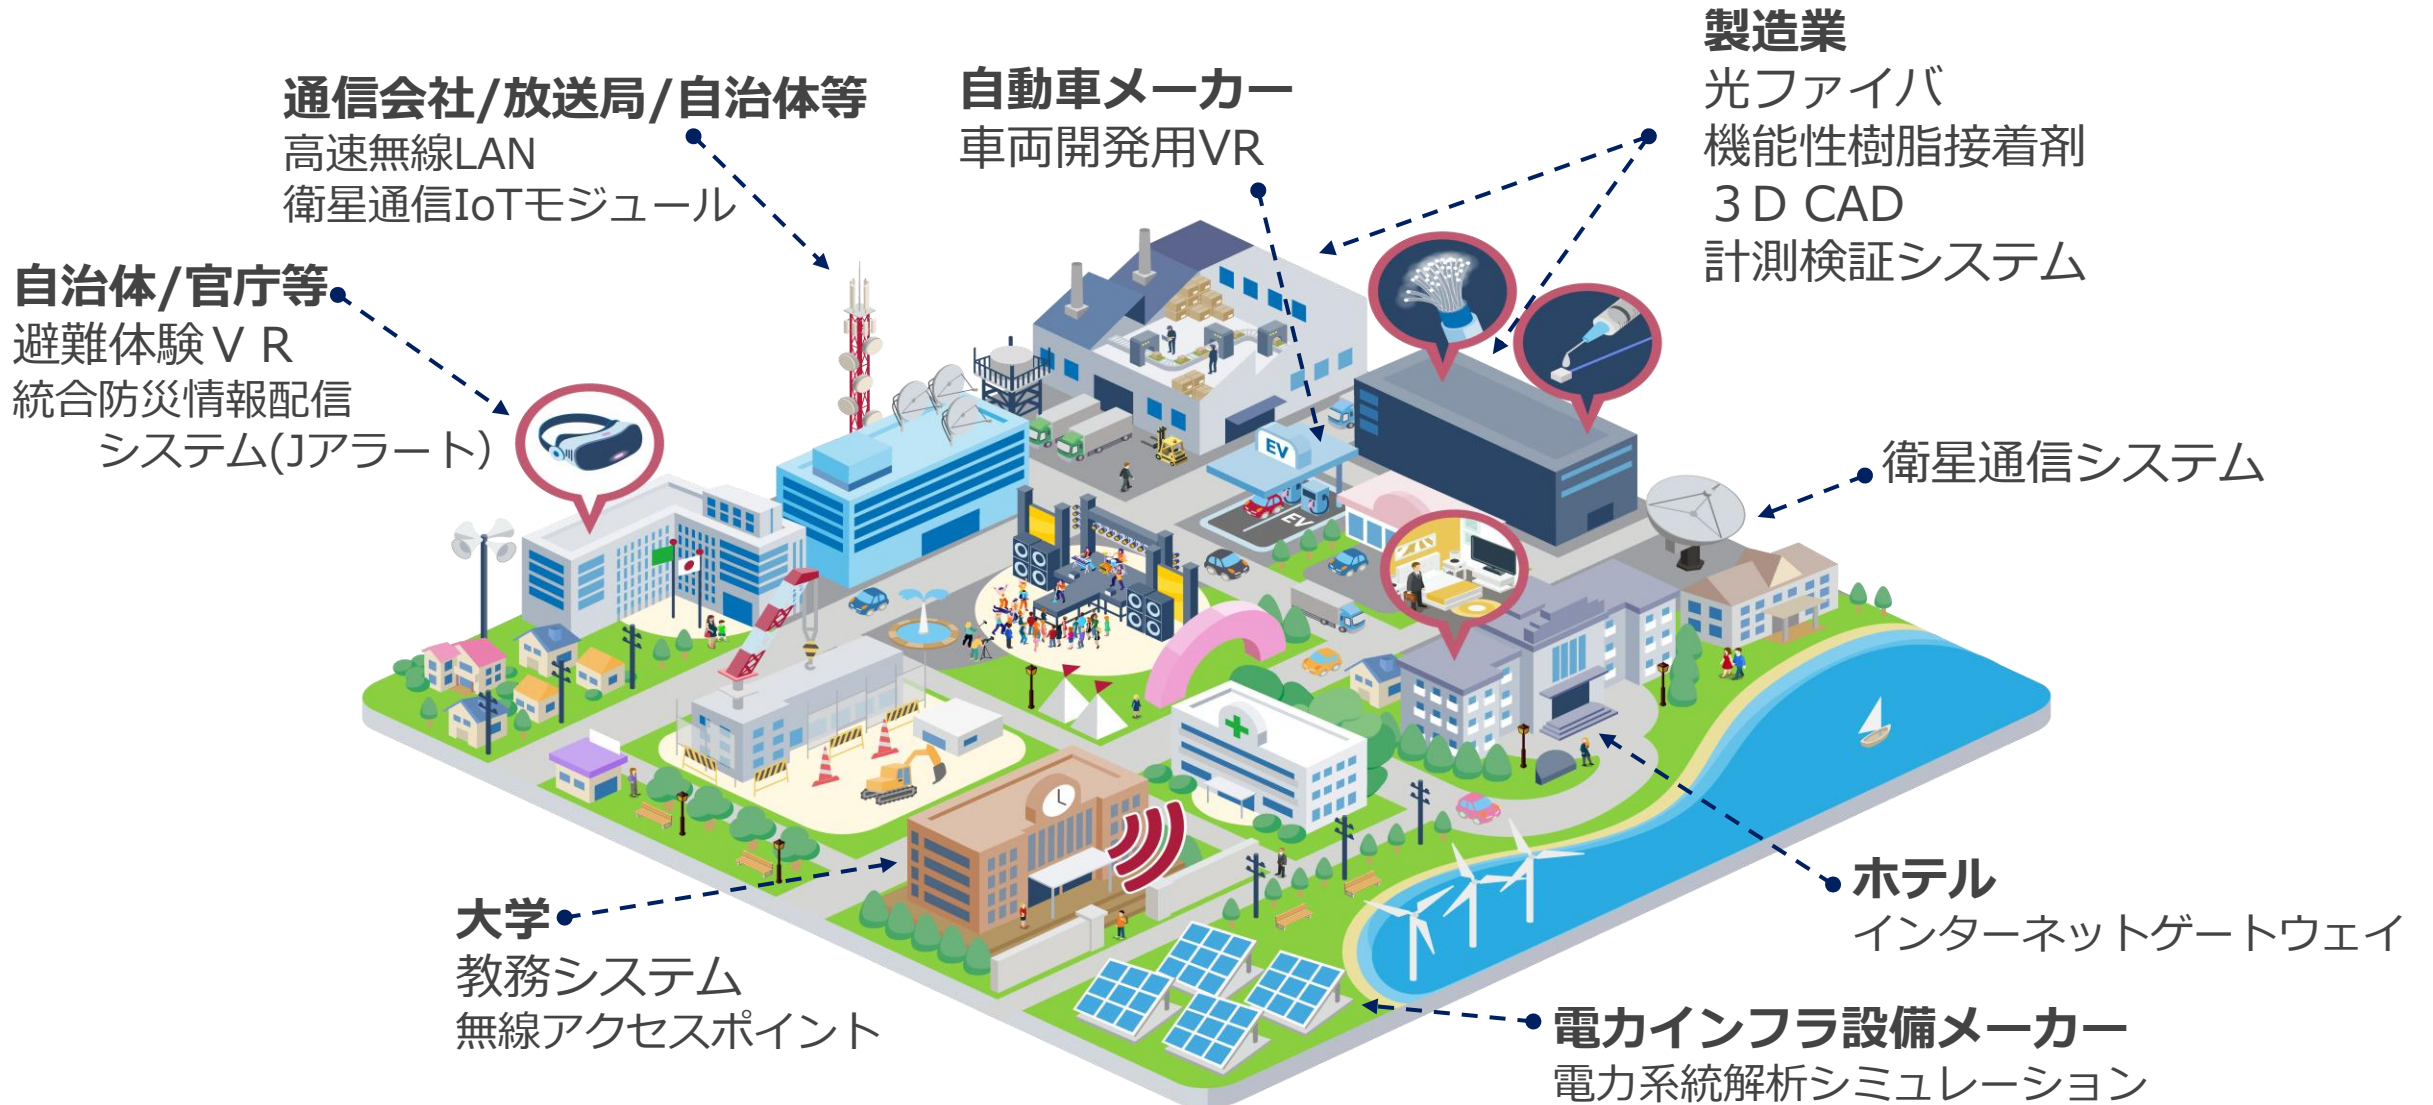 製造業
光ファイバ
機能性樹脂接着剤
３D CAD
計測検証システム
通信会社/放送局/自治体等
高速無線LAN
衛星通信IoTモジュール
自動車メーカー
車両開発用VR
自治体/官庁等
避難体験ＶＲ
統合防災情報配信
システム(Jアラート）
衛星通信システム
EV
EV
大学
教務システム
無線アクセスポイント
ホテル
インターネットゲートウェイ
電力インフラ設備メーカー
電力系統解析シミュレーション